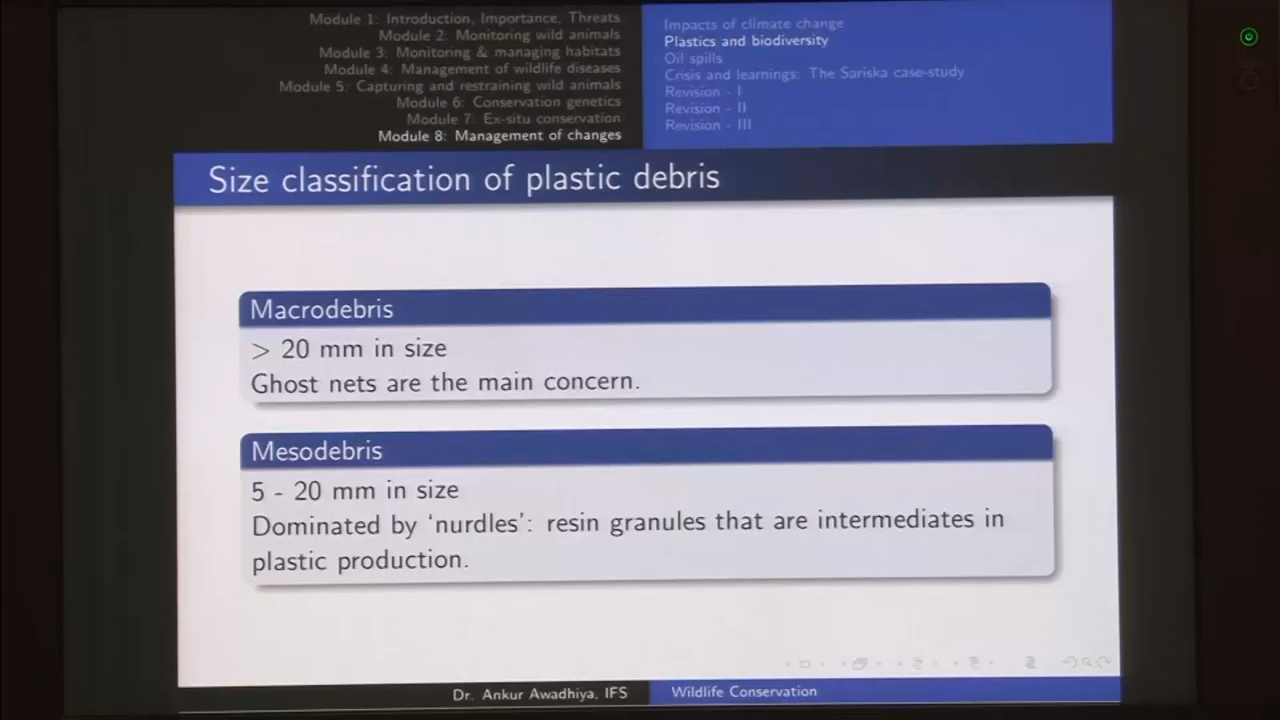 Module 1: Introduction, Importance, Threats
Module 2: Monitoring wild animals
Module 3: Monitoring & managing habitats
Module 4: Management of wildlife diseases
Module 5: Capturing and restraining wild animals
Module 6: Conservation genetics
Module 7: Ex-situ conservation
Module 8: Management of changes
Impacts of climate change
Plastics and biodiversity
Oil spills
Crisis and learnings: The Sariska case-study
Revision - I
Revision - II
Revision - III
Size classification of plastic debris
Macrodebris
> 20 mm in size
Ghost nets are the main concern.
Mesodebris
5 - 20 mm in size
Dominated by ‘nurdles’: resin granules that are intermediates in
plastic production.
Dr. Ankur Awadhiya, IFS
Wildlife Conservation